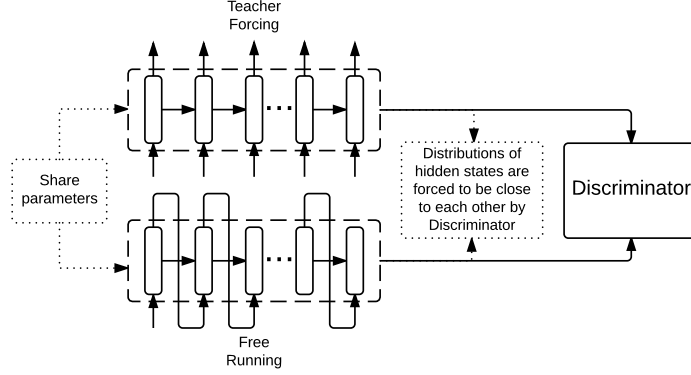 Teacher
Forcing
Share
parameters
Distributions of
hidden states are
forced to be close
to each other by
Discriminator
Discriminator
Free
Running